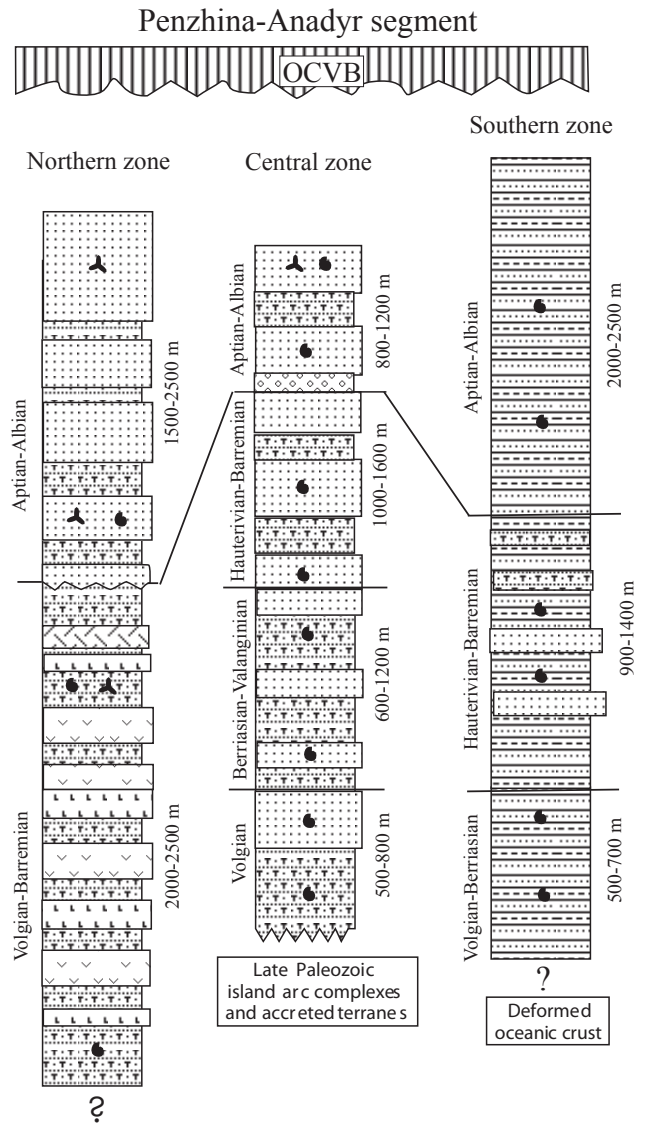 Penzhina-Anadyr segment
OCVB
Northern zone
Central zone
Southern zone
Aptian-Albian
1500-2500 m
Volgian-Barremian
2000-2500 m
?
Aptian-Albian
800-1200 m
Hauterivian-Barremian
1000-1600 m
Berriasian-Valanginian
600-1200 m
Volgian
500-800 m
Late Paleozoic
island arc complexes
and accreted terranes
Aptian-Albian
2000-2500 m
Hauterivian-Barremian
900-1400 m
Volgian-Berriasian
500-700 m
?
Deformed
oceanic crust